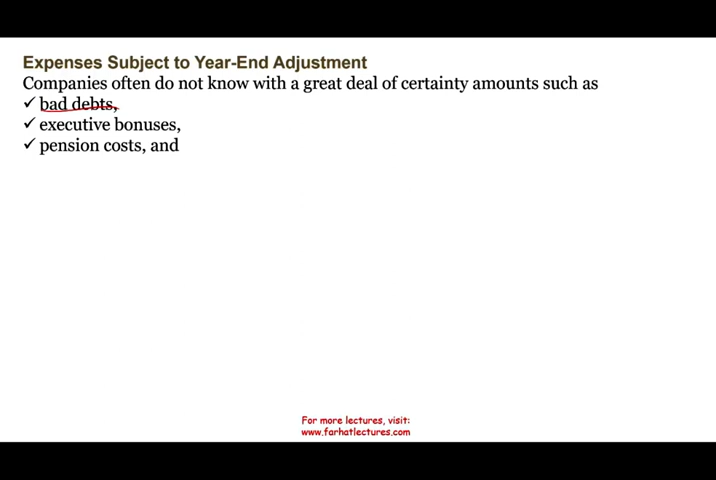 Expenses Subject to Year-End Adjustment
Companies often do not know with a great deal of certainty amounts such as
✓ bad debts,
✓ executive bonuses,
✓ pension costs, and
For more lectures, visit:
www.farhatlectures.com